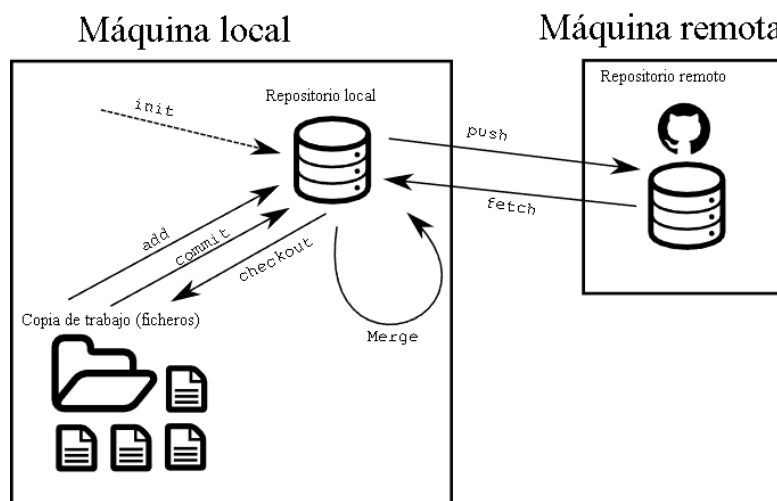 Máquina local
Máquina remota
Repositorio local
Repositorio remoto
init
push
fetch
add
commit
checkout
Merge
Copia de trabajo (ficheros)